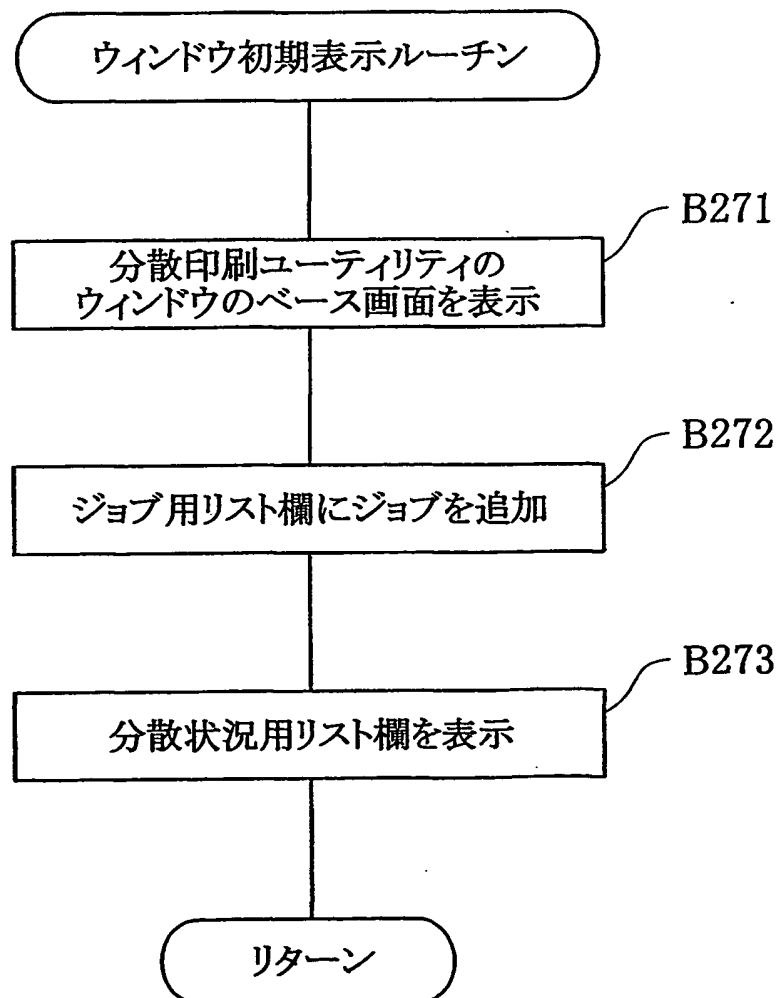 ウィンドウ初期表示ルーチン
B271
分散印刷ユーティリティの
ウィンドウのベース画面を表示
B272
ジョブ用リスト欄にジョブを追加
B273
分散状況用リスト欄を表示
リターン